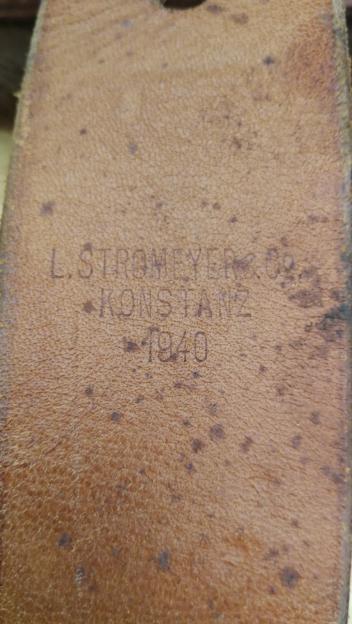 L.STROMEYER & Co.
KONSTANZ
1940